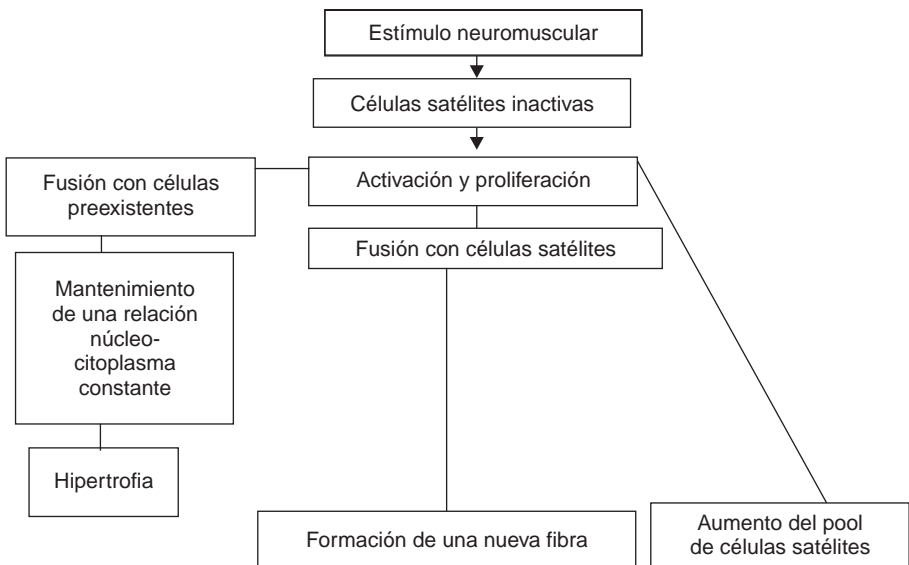 Estímulo neuromuscular
Células satélites inactivas
Activación y proliferación
Fusión con células
preexistentes
Fusión con células satélites
Mantenimiento
de una relación
núcleo-
citoplasma
constante
Hipertrofia
Formación de una nueva fibra
Aumento del pool
de células satélites